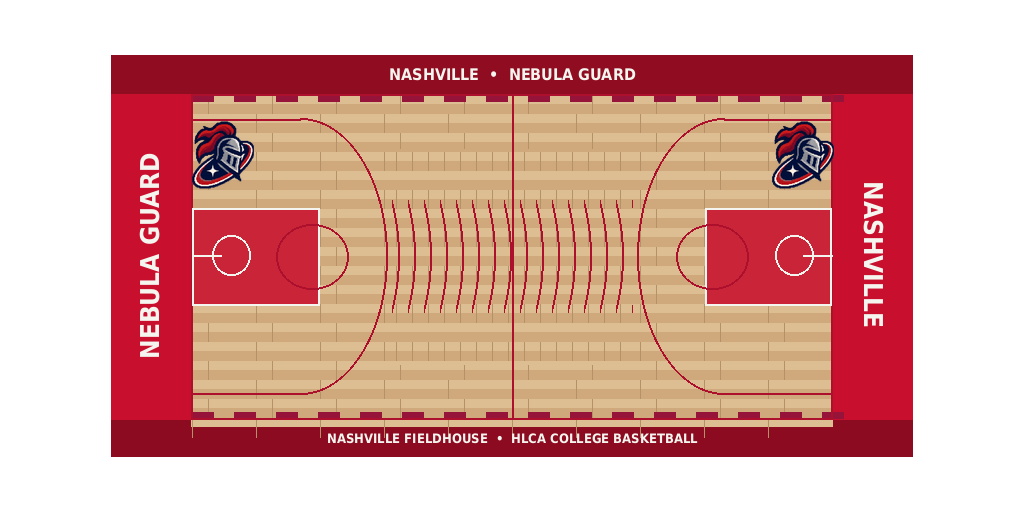 NASHVILLE • NEBULA GUARD
NEBULA GUARD
NASHVILLE
NASHVILLE FIELDHOUSE • HLCA COLLEGE BASKETBALL